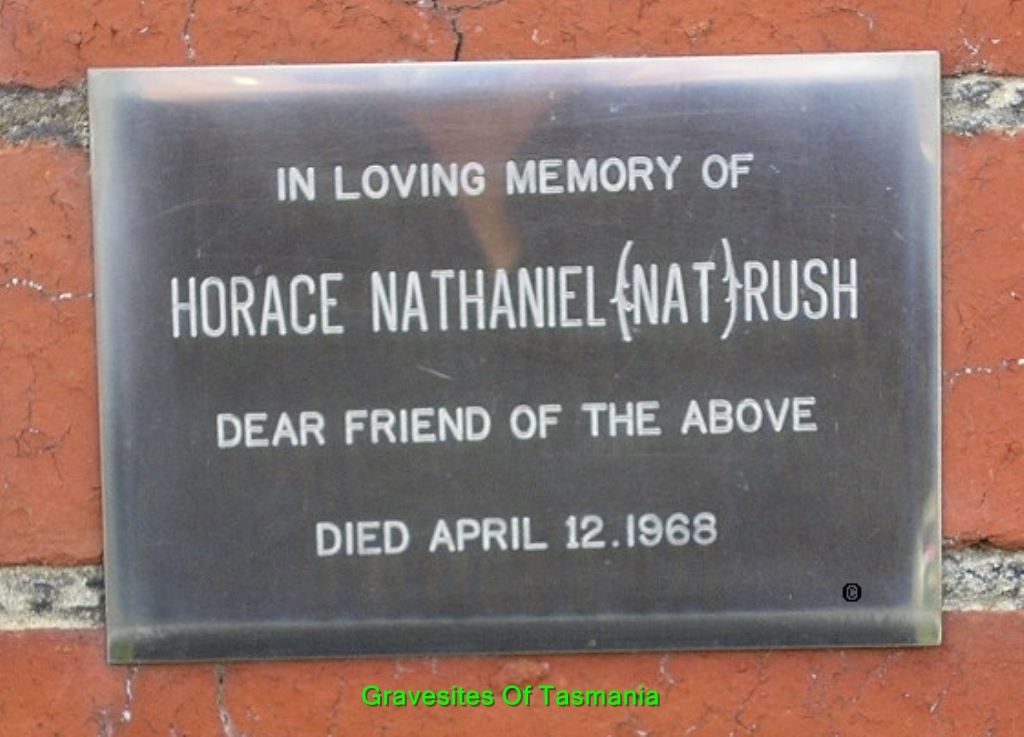 IN LOVING MEMORY OF
HORACE NATHANIEL (NAT) RUSH
DEAR FRIEND OF THE ABOVE
DIED APRIL 12.1968
©
Gravesites Of Tasmania